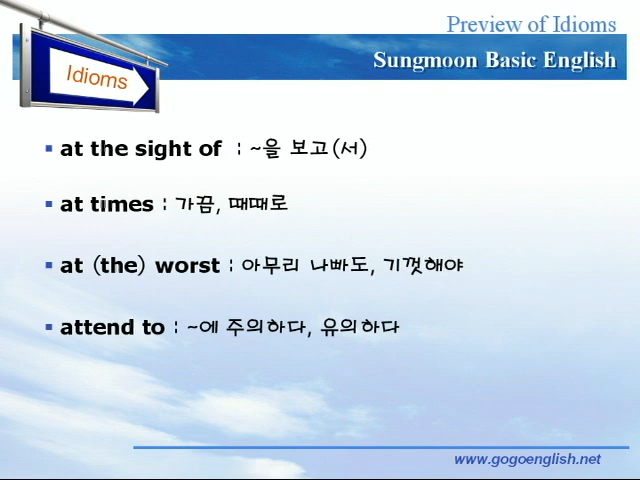 Preview of Idioms
Sungmoon Basic English
Idioms
at the sight of : ~을 보고(서)
at times : 가끔, 때때로
at (the) worst : 아무리 나빠도, 기껏해야
attend to : ~에 주의하다, 유의하다
www.gogoenglish.net